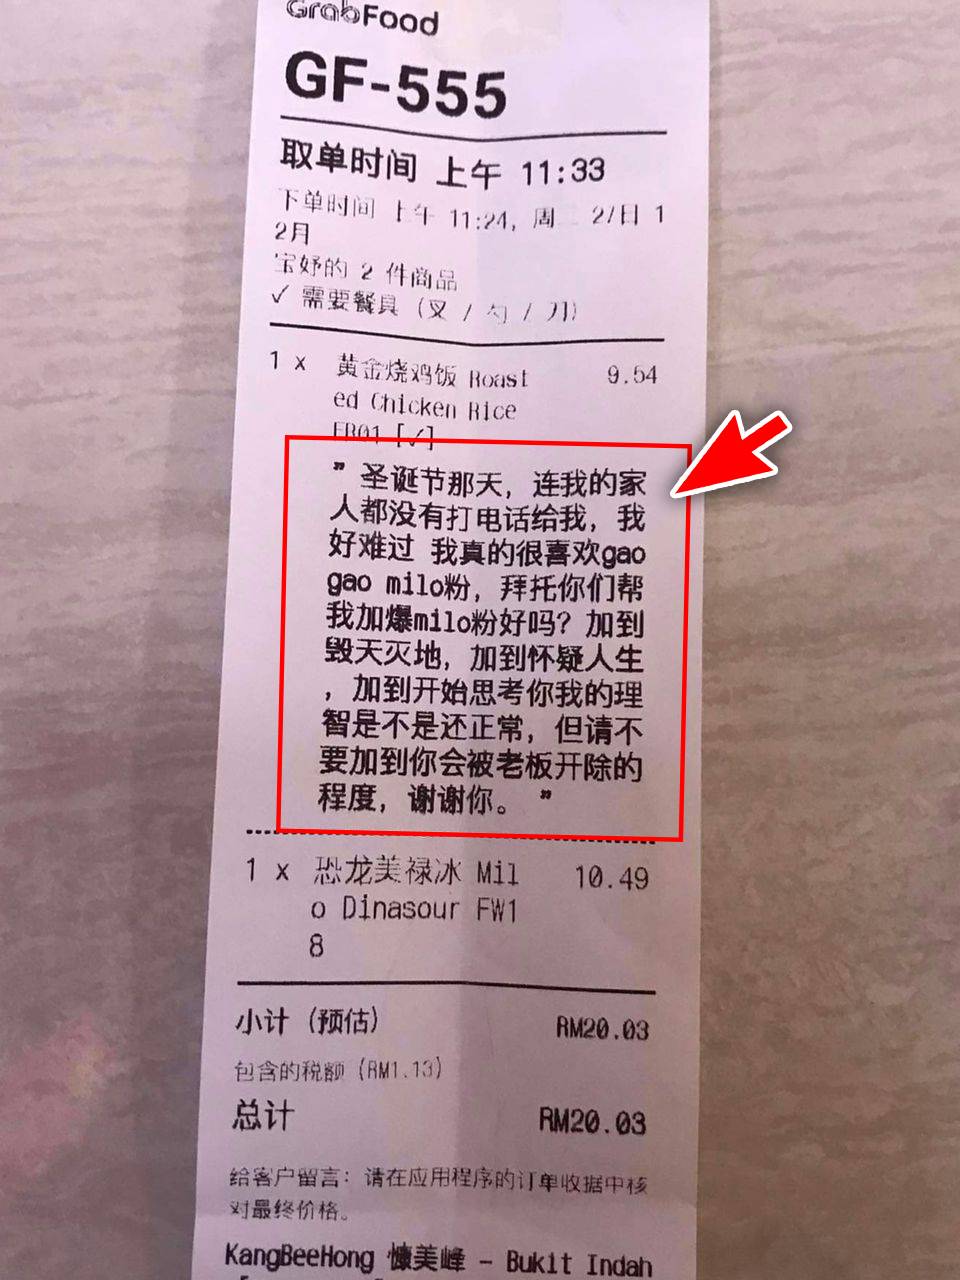 GrabFood
GF-555
取单时间 上午 11:33
下单时间 上午 11:24, 周二 27日 1
2月
宝妤的 2 件商品
✓ 需要餐具 (叉 / 勺 / 刀)
1 x 黄金烧鸡饭 Roast 9.54
ed Chicken Rice
FR01 [✓]
" 圣诞节那天，连我的家
人都没有打电话给我，我
好难过 我真的很喜欢gao
gao milo粉，拜托你们帮
我加爆milo粉好吗？加到
毁天灭地，加到怀疑人生
，加到开始思考你我的理
智是不是还正常，但请不
要加到你会被老板开除的
程度，谢谢你。 "
1 x 恐龙美禄冰 Mil 10.49
o Dinasour FW1
8
小计 (预估) RM20.03
包含的税额 (RM1.13)
总计 RM20.03
给客户留言: 请在应用程序的订单收据中核
对最终价格。
KangBeeHong 慷美峰 - Bukit Indah